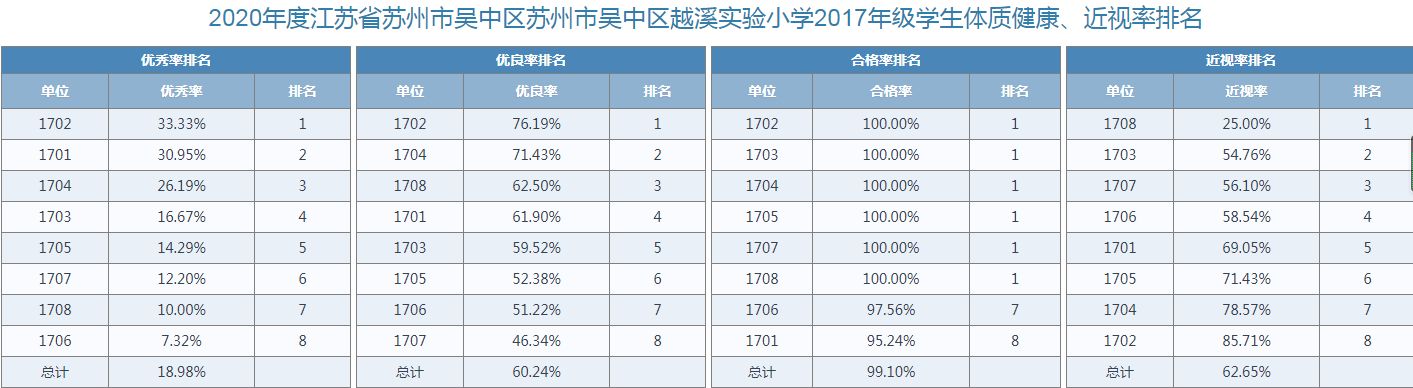 2020年度江苏省苏州市吴中区苏州市吴中区越溪实验小学2017年级学生体质健康、近视率排名
优秀率排名 优良率排名 合格率排名 近视率排名
单位 优秀率 排名 单位 优良率 排名 单位 合格率 排名 单位 近视率 排名
1702 33.33% 1 1702 76.19% 1 1702 100.00% 1 1708 25.00% 1
1701 30.95% 2 1704 71.43% 2 1703 100.00% 1 1703 54.76% 2
1704 26.19% 3 1708 62.50% 3 1704 100.00% 1 1707 56.10% 3
1703 16.67% 4 1701 61.90% 4 1705 100.00% 1 1706 58.54% 4
1705 14.29% 5 1703 59.52% 5 1707 100.00% 1 1701 69.05% 5
1707 12.20% 6 1705 52.38% 6 1708 100.00% 1 1705 71.43% 6
1708 10.00% 7 1706 51.22% 7 1706 97.56% 7 1704 78.57% 7
1706 7.32% 8 1707 46.34% 8 1701 95.24% 8 1702 85.71% 8
总计 18.98% 总计 60.24% 总计 99.10% 总计 62.65%